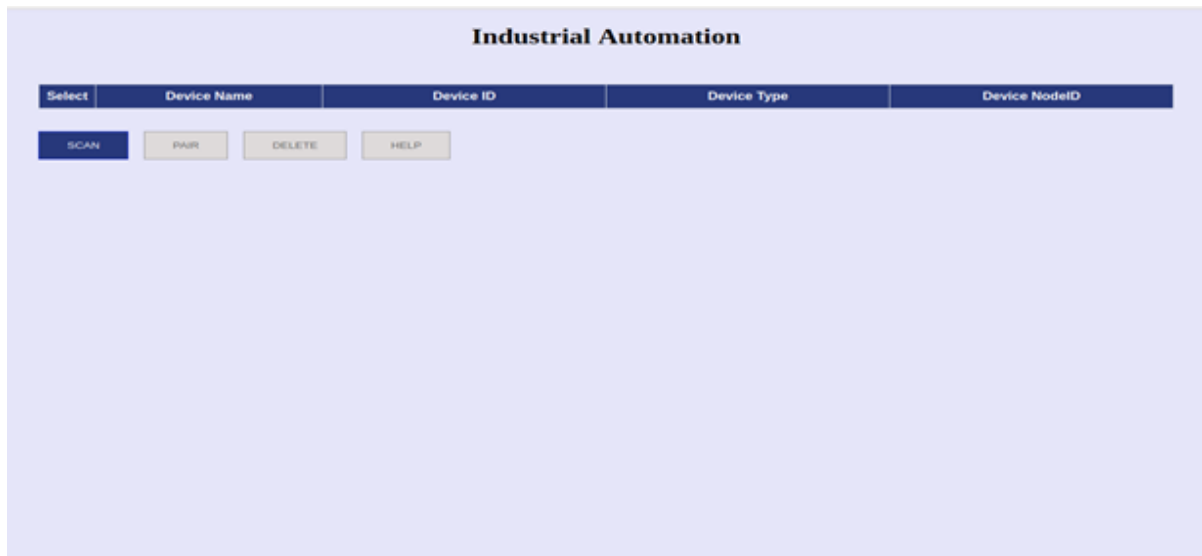 Industrial Automation
Select Device Name Device ID Device Type Device NodeID
SCAN PAIR DELETE HELP